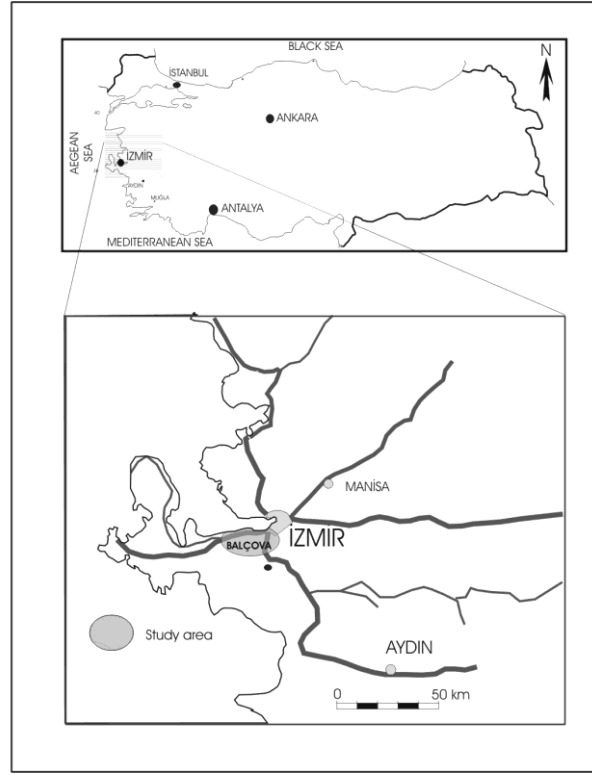 BLACK SEA
N
İSTANBUL
ANKARA
AEGEAN
SEA
İZMİR
AYDIN
MUĞLA
ANTALYA
MEDITERRANEAN SEA
MANİSA
İZMIR
BALÇOVA
Study area
AYDIN
0 50 km